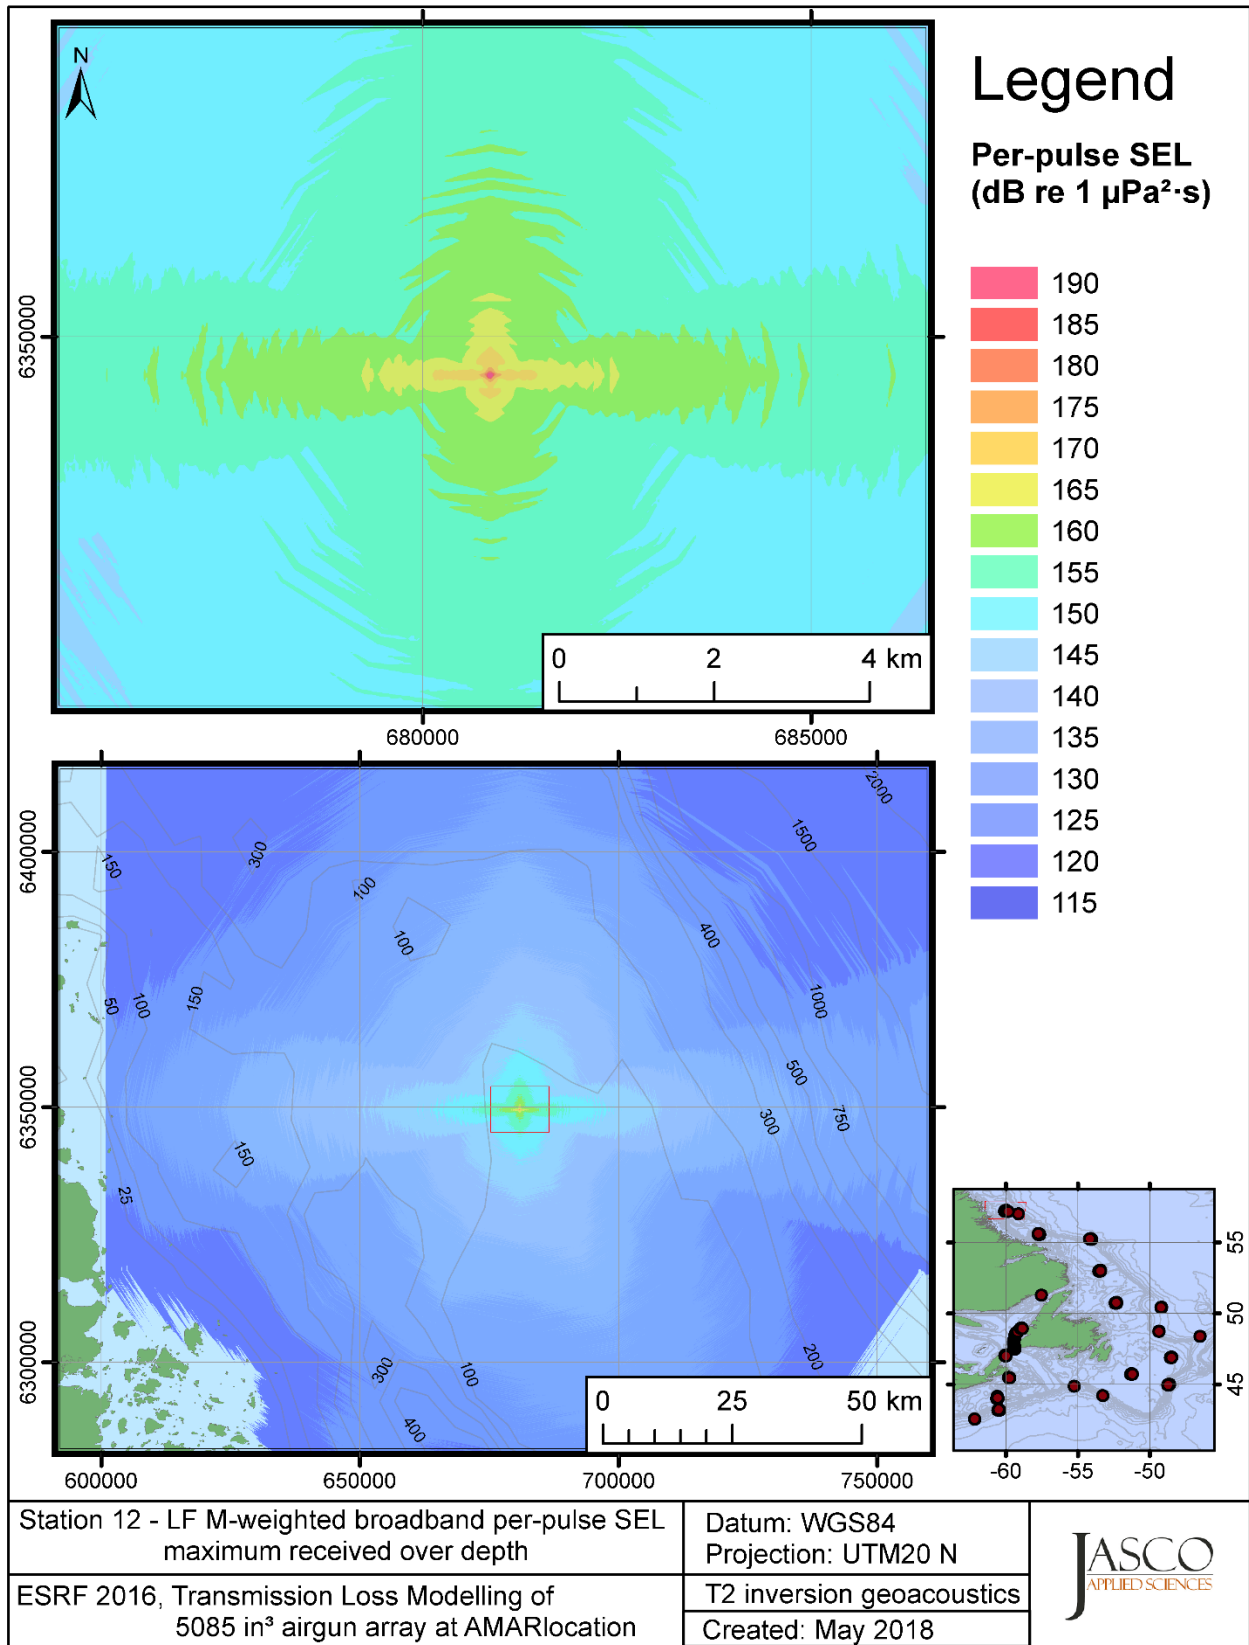 N
6350000
680000
685000
0 2 4 km
Legend
Per-pulse SEL
(dB re 1 µPa²·s)
190
185
180
175
170
165
160
155
150
145
140
135
130
125
120
115
6400000
6350000
6300000
600000
650000
700000
750000
150
300
100
100
150
50
100
150
25
300
400
100
200
300
750
500
1000
400
1500
2000
0 25 50 km
55
50
45
-60 -55 -50
Station 12 - LF M-weighted broadband per-pulse SEL
maximum received over depth
ESRF 2016, Transmission Loss Modelling of
5085 in³ airgun array at AMARlocation
Datum: WGS84
Projection: UTM20 N
T2 inversion geoacoustics
Created: May 2018
JASCO
APPLIED SCIENCES